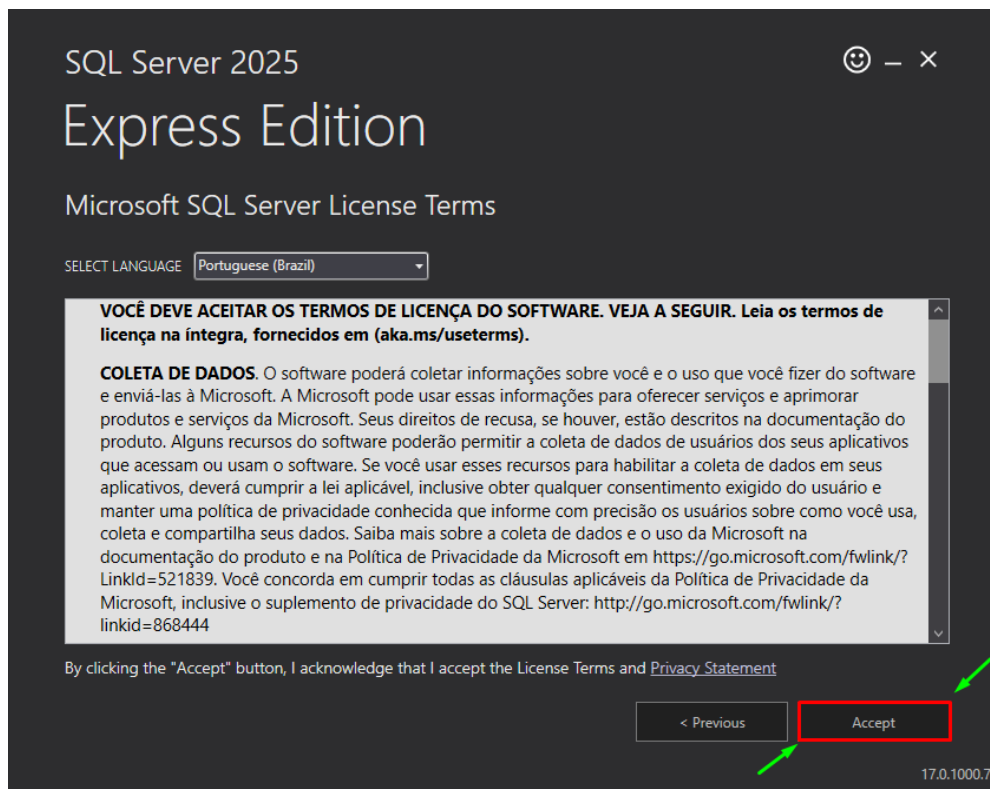 SQL Server 2025
Express Edition
Microsoft SQL Server License Terms
SELECT LANGUAGE Portuguese (Brazil)
VOCÊ DEVE ACEITAR OS TERMOS DE LICENÇA DO SOFTWARE. VEJA A SEGUIR. Leia os termos de
licença na íntegra, fornecidos em (aka.ms/useterms).
COLETA DE DADOS. O software poderá coletar informações sobre você e o uso que você fizer do software
e enviá-las à Microsoft. A Microsoft pode usar essas informações para oferecer serviços e aprimorar
produtos e serviços da Microsoft. Seus direitos de recusa, se houver, estão descritos na documentação do
produto. Alguns recursos do software poderão permitir a coleta de dados de usuários dos seus aplicativos
que acessam ou usam o software. Se você usar esses recursos para habilitar a coleta de dados em seus
aplicativos, deverá cumprir a lei aplicável, inclusive obter qualquer consentimento exigido do usuário e
manter uma política de privacidade conhecida que informe com precisão os usuários sobre como você usa,
coleta e compartilha seus dados. Saiba mais sobre a coleta de dados e o uso da Microsoft na
documentação do produto e na Política de Privacidade da Microsoft em https://go.microsoft.com/fwlink/?
LinkId=521839. Você concorda em cumprir todas as cláusulas aplicáveis da Política de Privacidade da
Microsoft, inclusive o suplemento de privacidade do SQL Server: http://go.microsoft.com/fwlink/?
linkid=868444
By clicking the "Accept" button, I acknowledge that I accept the License Terms and Privacy Statement
< Previous Accept
17.0.1000.7